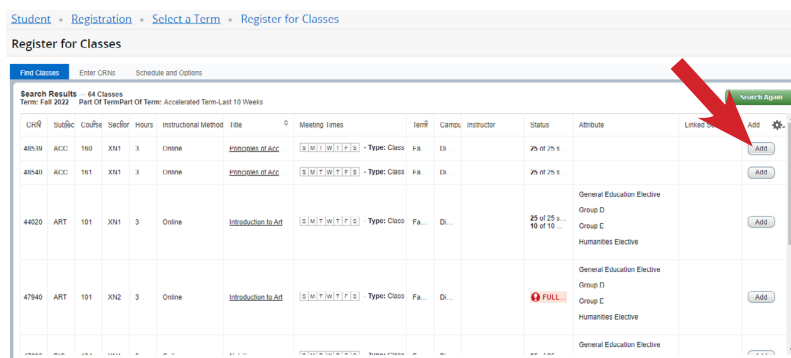 Student • Registration • Select a Term • Register for Classes
Register for Classes
Find Classes Enter CRNs Schedule and Options
Search Results — 64 Classes
Term: Fall 2022 Part Of TermPart Of Term: Accelerated Term-Last 10 Weeks
Search Again
CRN Subjec Course Section Hours Instructional Method Title Meeting Times Term Campu Instructor Status Attribute Linked Add
48539 ACC 160 XN1 3 Online Principles of Acc S M T W T F S - Type: Class Fa... Di... 25 of 25 s... Add
48540 ACC 161 XN1 3 Online Principles of Acc S M T W T F S - Type: Class Fa... Di... 25 of 25 s... Add
General Education Elective
Group D
44020 ART 101 XN1 3 Online Introduction to Art S M T W T F S - Type: Class Fa... Di... 25 of 25 s... Add
10 of 10 ...
Group E
Humanities Elective
General Education Elective
Group D
47940 ART 101 XN2 3 Online Introduction to Art S M T W T F S - Type: Class Fa... Di... FULL... Add
Group E
Humanities Elective
General Education Elective